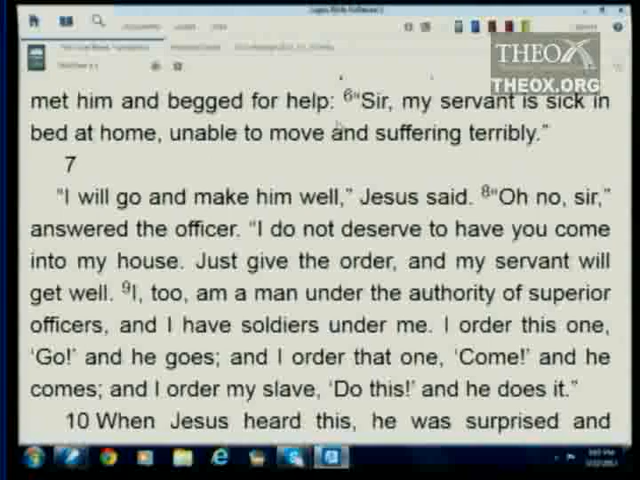 THEOX
THEOX.ORG
met him and begged for help: 6"Sir, my servant is sick in
bed at home, unable to move and suffering terribly."
7
"I will go and make him well," Jesus said. 8"Oh no, sir,"
answered the officer. "I do not deserve to have you come
into my house. Just give the order, and my servant will
get well. 9I, too, am a man under the authority of superior
officers, and I have soldiers under me. I order this one,
'Go!' and he goes; and I order that one, 'Come!' and he
comes; and I order my slave, 'Do this!' and he does it."
10 When Jesus heard this, he was surprised and